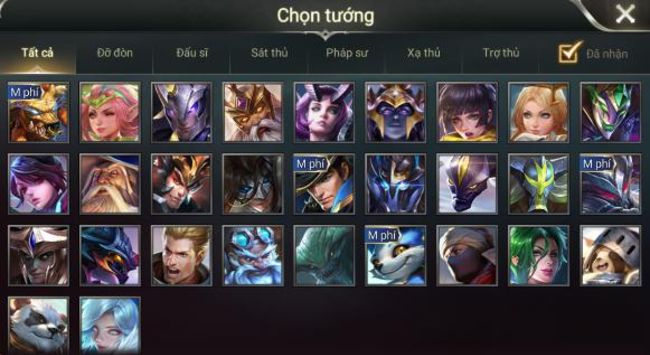 Chọn tướng
Tất cả Đỡ đòn Đấu sĩ Sát thủ Pháp sư Xạ thủ Trợ thủ Đã nhận
M phí
M phí M phí
M phí